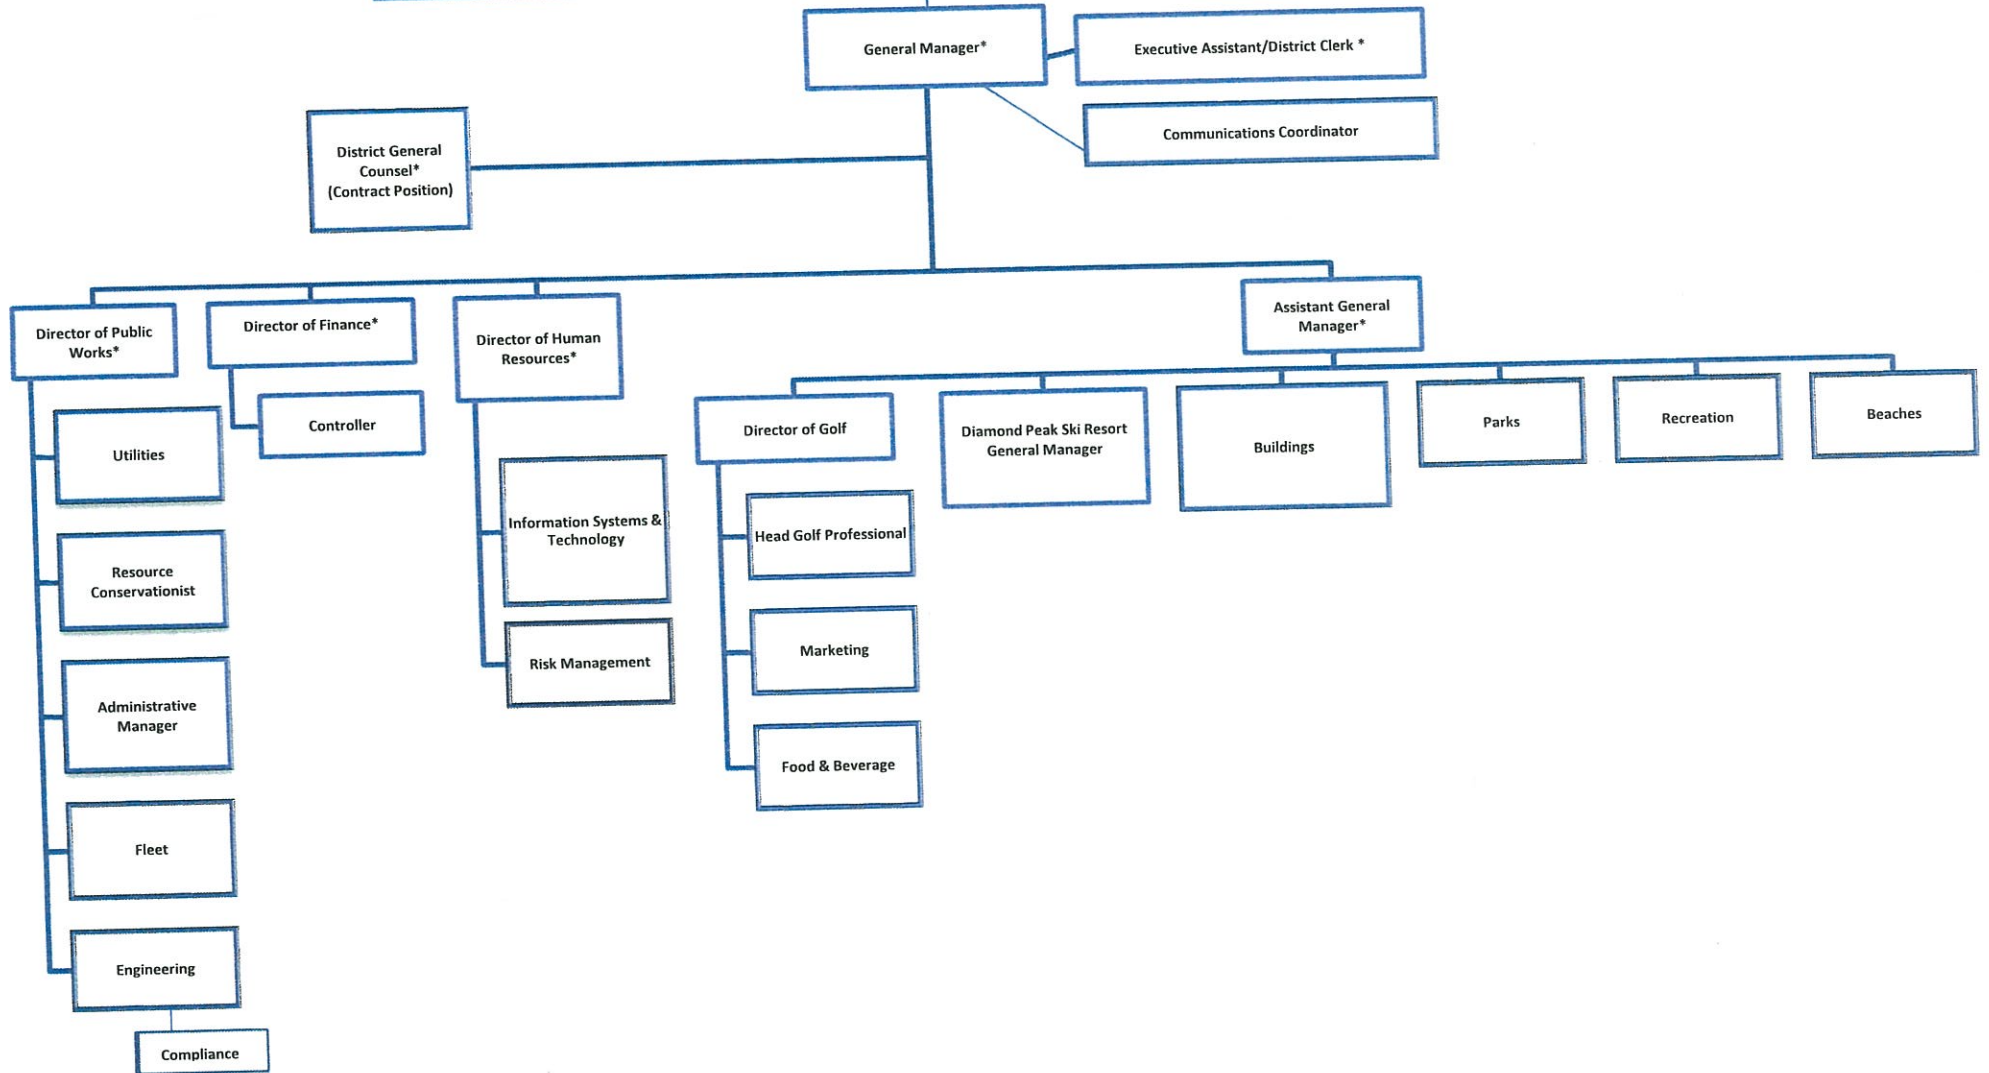 General Manager*
Executive Assistant/District Clerk *
Communications Coordinator
District General
Counsel*
(Contract Position)
Director of Public
Works*
Director of Finance*
Director of Human
Resources*
Assistant General
Manager*
Utilities
Resource
Conservationist
Administrative
Manager
Fleet
Engineering
Compliance
Controller
Information Systems &
Technology
Risk Management
Director of Golf
Head Golf Professional
Marketing
Food & Beverage
Diamond Peak Ski Resort
General Manager
Buildings
Parks
Recreation
Beaches